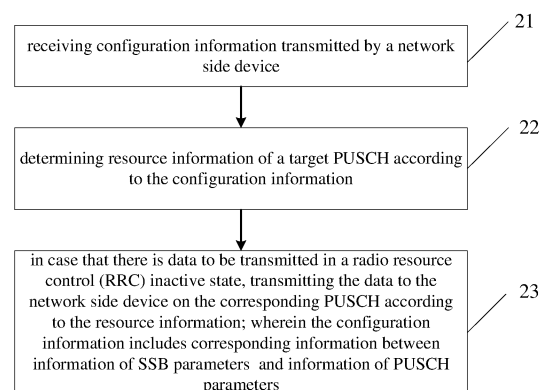 receiving configuration information transmitted by a network
side device
21
determining resource information of a target PUSCH according
to the configuration information
22
in case that there is data to be transmitted in a radio resource
control (RRC) inactive state, transmitting the data to the
network side device on the corresponding PUSCH according
to the resource information; wherein the configuration
information includes corresponding information between
information of SSB parameters and information of PUSCH
parameters
23